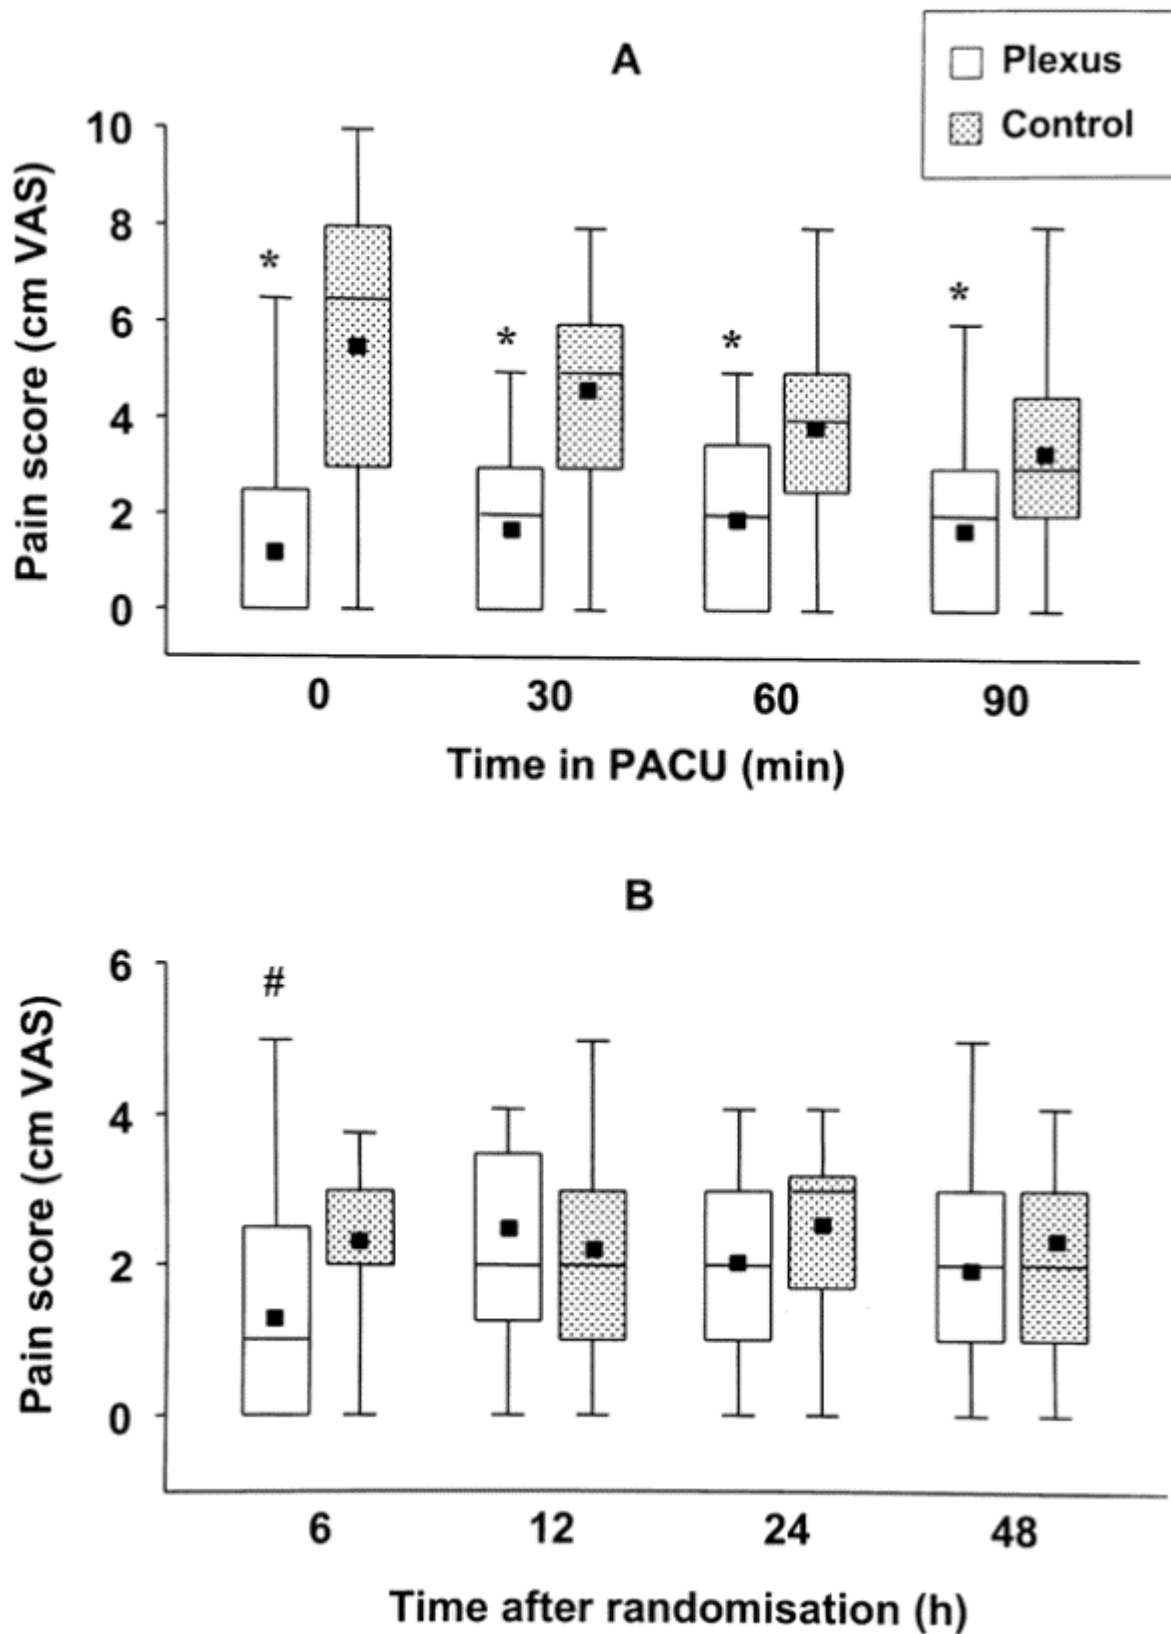 A
Plexus
Control
Pain score (cm VAS)
10
8
6
4
2
0
*
*
*
*
0 30 60 90
Time in PACU (min)
B
Pain score (cm VAS)
6
4
2
0
#
6 12 24 48
Time after randomisation (h)